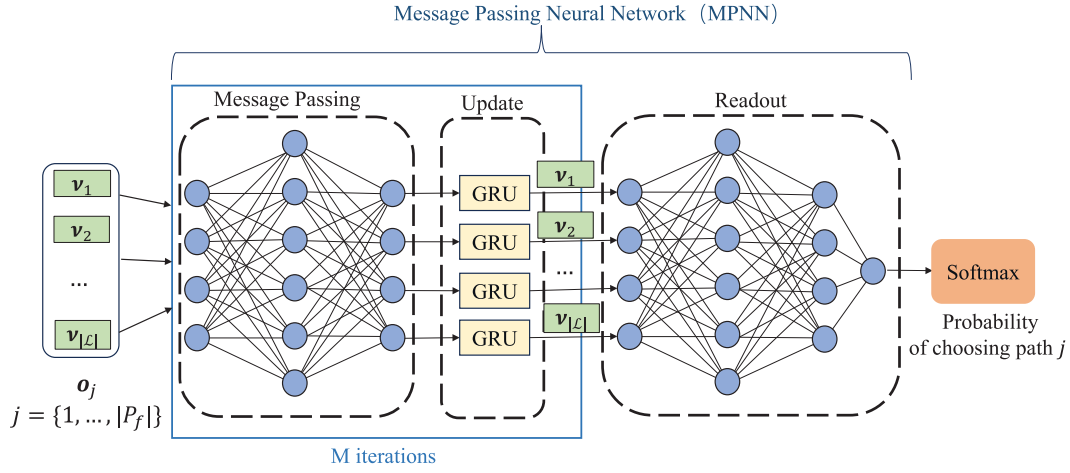 Message Passing Neural Network（MPNN）
Message Passing
Update
Readout
𝝂₁
𝝂₂
...
𝝂|ℒ|
𝒐ⱼ
j = {1, … , |P_f|}
GRU
GRU
GRU
GRU
𝝂₁
𝝂₂
...
𝝂|ℒ|
Softmax
Probability
of choosing path j
M iterations